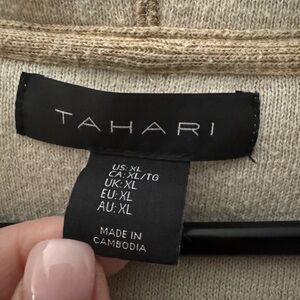 TAHARI
US: XL
CA: XL/TG
UK: XL
EU: XL
AU: XL
MADE IN
CAMBODIA